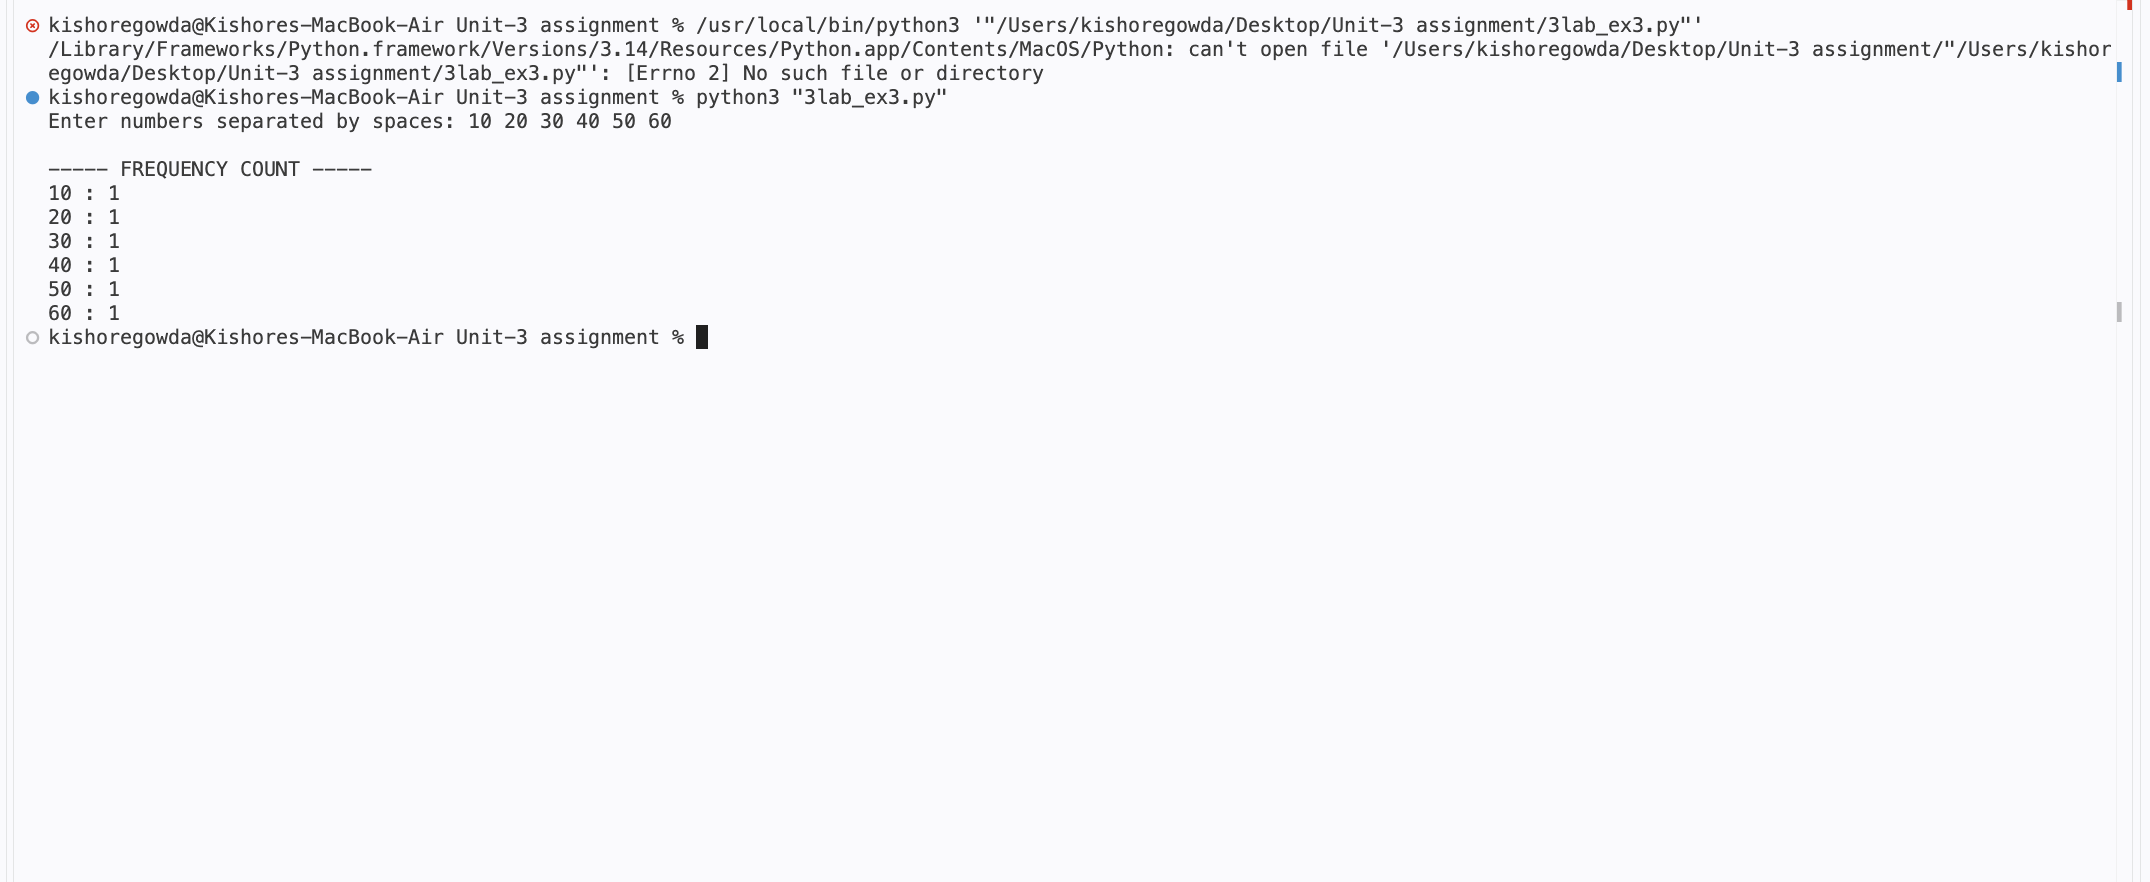 kishoregowda@Kishores-MacBook-Air Unit-3 assignment % /usr/local/bin/python3 '"/Users/kishoregowda/Desktop/Unit-3 assignment/3lab_ex3.py"'
/Library/Frameworks/Python.framework/Versions/3.14/Resources/Python.app/Contents/MacOS/Python: can't open file '/Users/kishoregowda/Desktop/Unit-3 assignment/"/Users/kishor
egowda/Desktop/Unit-3 assignment/3lab_ex3.py"': [Errno 2] No such file or directory
kishoregowda@Kishores-MacBook-Air Unit-3 assignment % python3 "3lab_ex3.py"
Enter numbers separated by spaces: 10 20 30 40 50 60
----- FREQUENCY COUNT -----
10 : 1
20 : 1
30 : 1
40 : 1
50 : 1
60 : 1
kishoregowda@Kishores-MacBook-Air Unit-3 assignment %